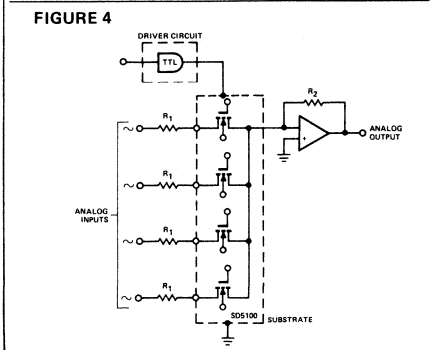 FIGURE 4
DRIVER CIRCUIT
TTL
R1
R2
ANALOG
OUTPUT
R1
ANALOG
INPUTS
R1
R1
SD5100
SUBSTRATE